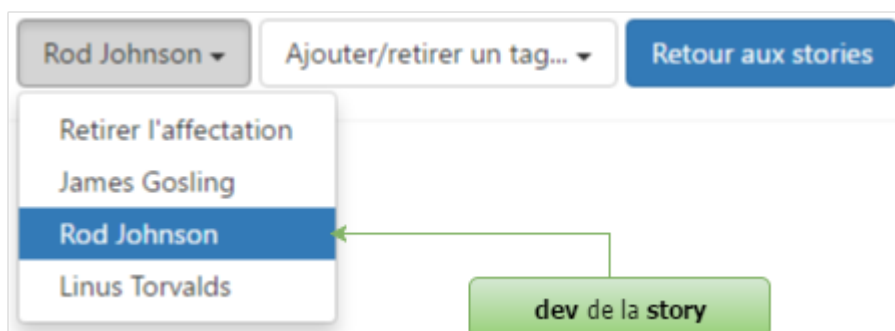 Rod Johnson
Ajouter/retirer un tag...
Retour aux stories
Retirer l'affectation
James Gosling
Rod Johnson
Linus Torvalds
dev de la story